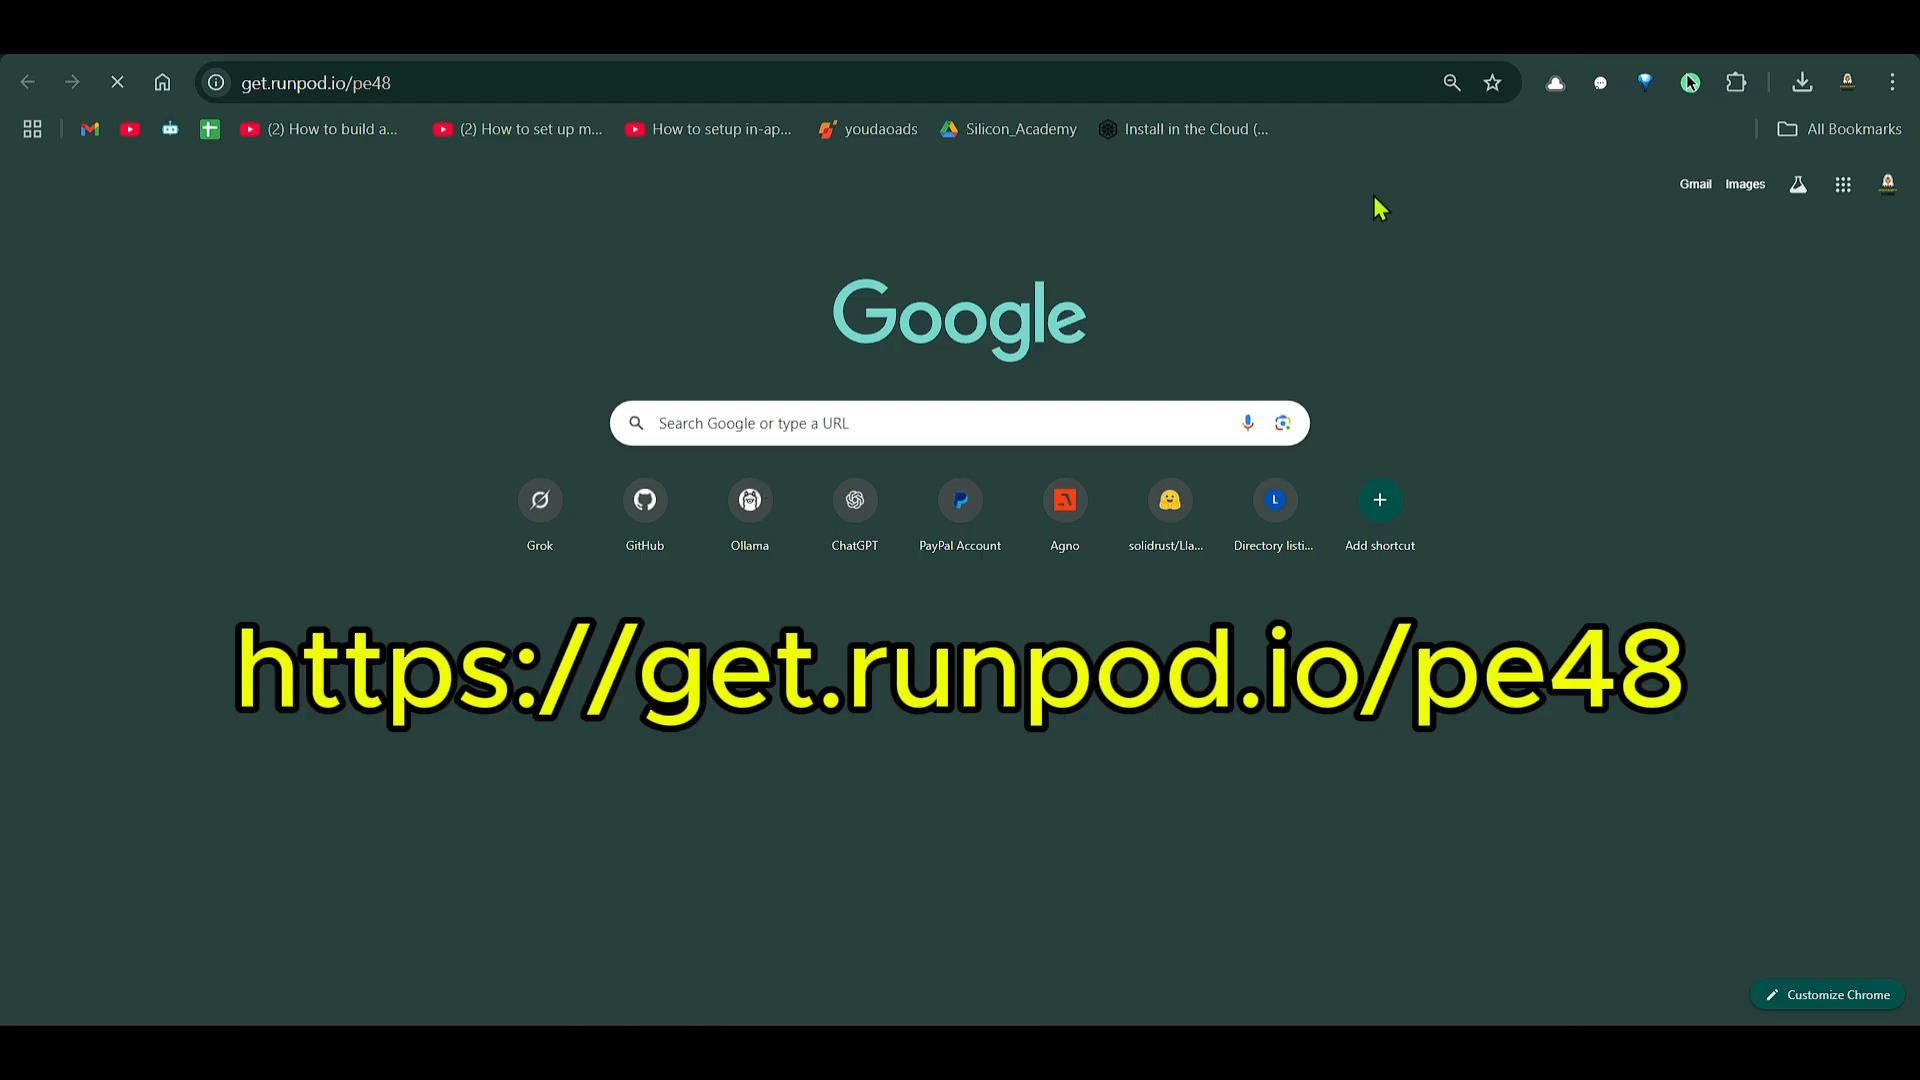 get.runpod.io/pe48
(2) How to build a...
(2) How to set up m...
How to setup in-ap...
youdaoads
Silicon_Academy
Install in the Cloud (...
All Bookmarks
Gmail
Images
Google
Search Google or type a URL
Grok
GitHub
Ollama
ChatGPT
PayPal Account
Agno
solidrust/Lla...
L
Directory listi...
Add shortcut
https://get.runpod.io/pe48
Customize Chrome